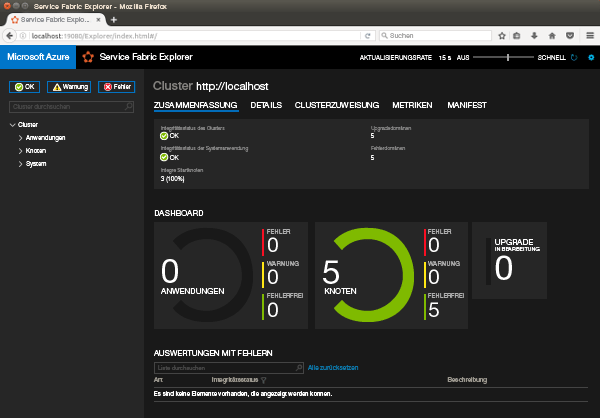 Service Fabric Explorer - Mozilla Firefox
Service Fabric Explo...
localhost:19080/Explorer/index.html#/
Suchen
Microsoft Azure
Service Fabric Explorer
AKTUALISIERUNGSRATE 15 s AUS SCHNELL
OK Warnung Fehler
Cluster durchsuchen
Cluster
Anwendungen
Knoten
System
Cluster http://localhost
ZUSAMMENFASSUNG DETAILS CLUSTERZUWEISUNG METRIKEN MANIFEST
Integritätsstatus des Clusters
OK
Upgradedomänen
5
Integritätsstatus der Systemanwendung
OK
Fehlerdomänen
5
Integre Startknoten
3 (100%)
DASHBOARD
0
ANWENDUNGEN
FEHLER
0
WARNUNG
0
FEHLERFREI
0
5
KNOTEN
FEHLER
0
WARNUNG
0
FEHLERFREI
5
UPGRADE
IN BEARBEITUNG
0
AUSWERTUNGEN MIT FEHLERN
Liste durchsuchen
Alle zurücksetzen
Art Integritätsstatus Beschreibung
Es sind keine Elemente vorhanden, die angezeigt werden können.